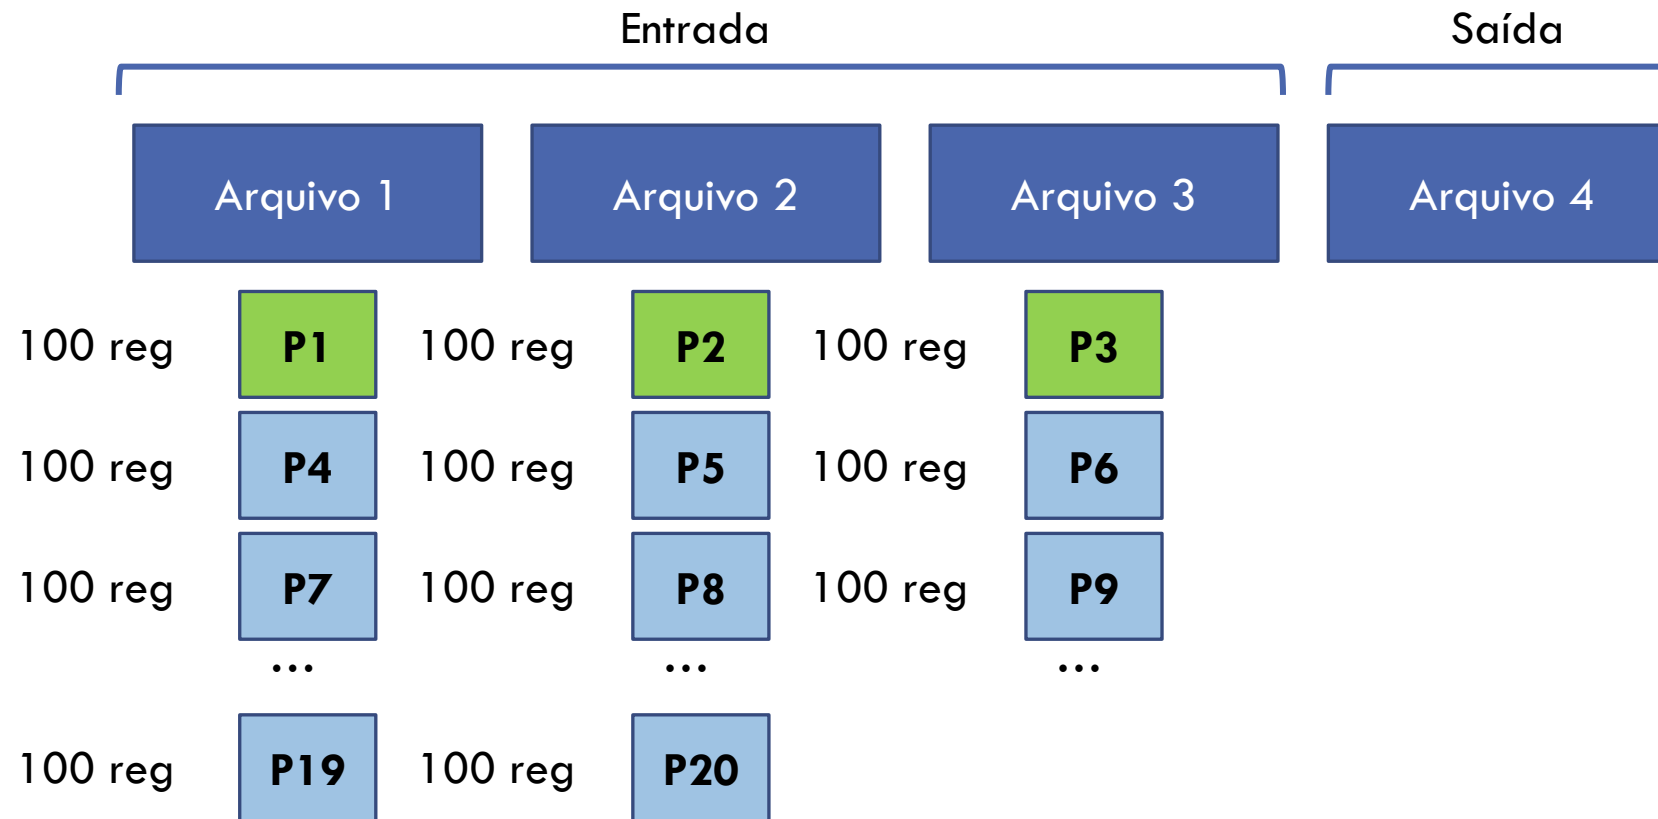 Entrada Saída
Arquivo 1 Arquivo 2 Arquivo 3 Arquivo 4
100 reg P1 100 reg P2 100 reg P3
100 reg P4 100 reg P5 100 reg P6
100 reg P7 100 reg P8 100 reg P9
... ... ...
100 reg P19 100 reg P20